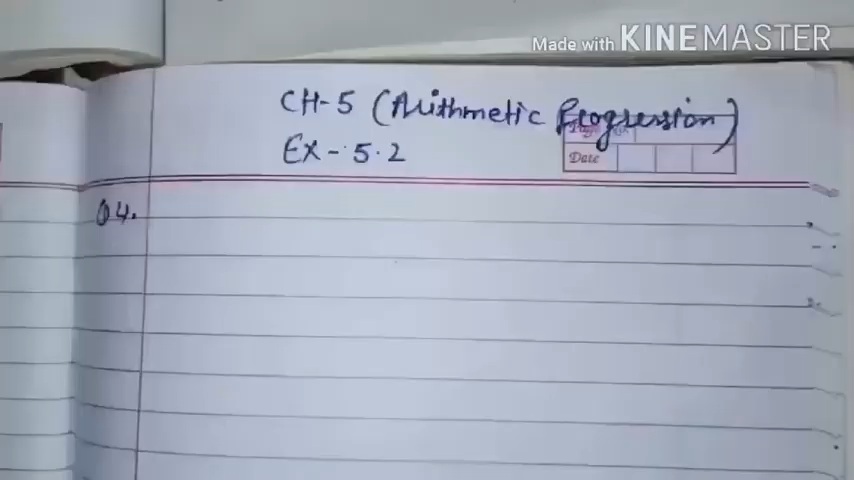 Made with KINEMASTER
CH-5 (Arithmetic Progression)
Ex-5.2
Date
Q4.